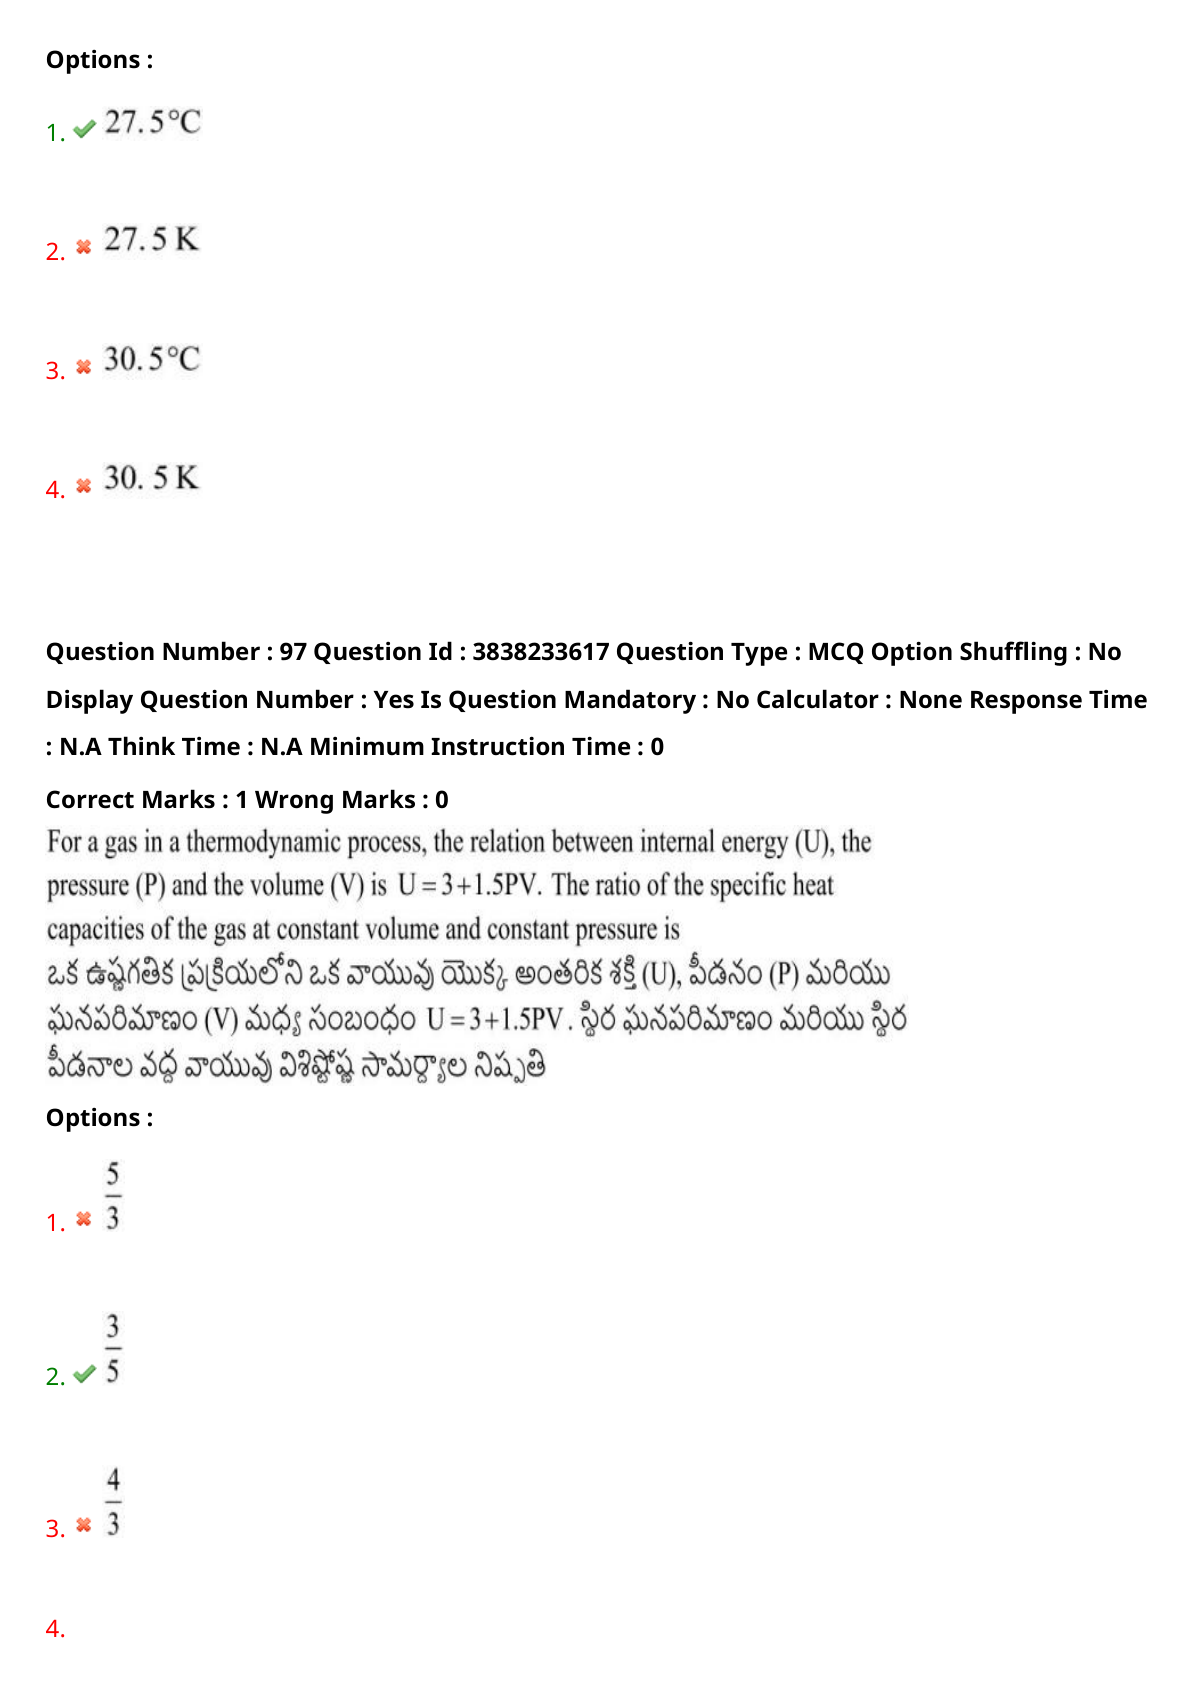 Options :
1. 27.5°C
2. 27.5 K
3. 30.5°C
4. 30. 5 K
Question Number : 97 Question Id : 3838233617 Question Type : MCQ Option Shuffling : No
Display Question Number : Yes Is Question Mandatory : No Calculator : None Response Time
: N.A Think Time : N.A Minimum Instruction Time : 0
Correct Marks : 1 Wrong Marks : 0
For a gas in a thermodynamic process, the relation between internal energy (U), the
pressure (P) and the volume (V) is U = 3+1.5PV. The ratio of the specific heat
capacities of the gas at constant volume and constant pressure is
ఒక ఉష్ణగతిక ప్రక్రియలోని ఒక వాయువు యొక్క అంతరిక శక్తి (U), పీడనం (P) మరియు
ఘనపరిమాణం (V) మధ్య సంబంధం U = 3+1.5PV. స్థిర ఘనపరిమాణం మరియు స్థిర
పీడనాల వద్ద వాయువు విశిష్టోష్ణ సామర్ద్యాల నిష్పతి
Options :
1. 5/3
2. 3/5
3. 4/3
4.